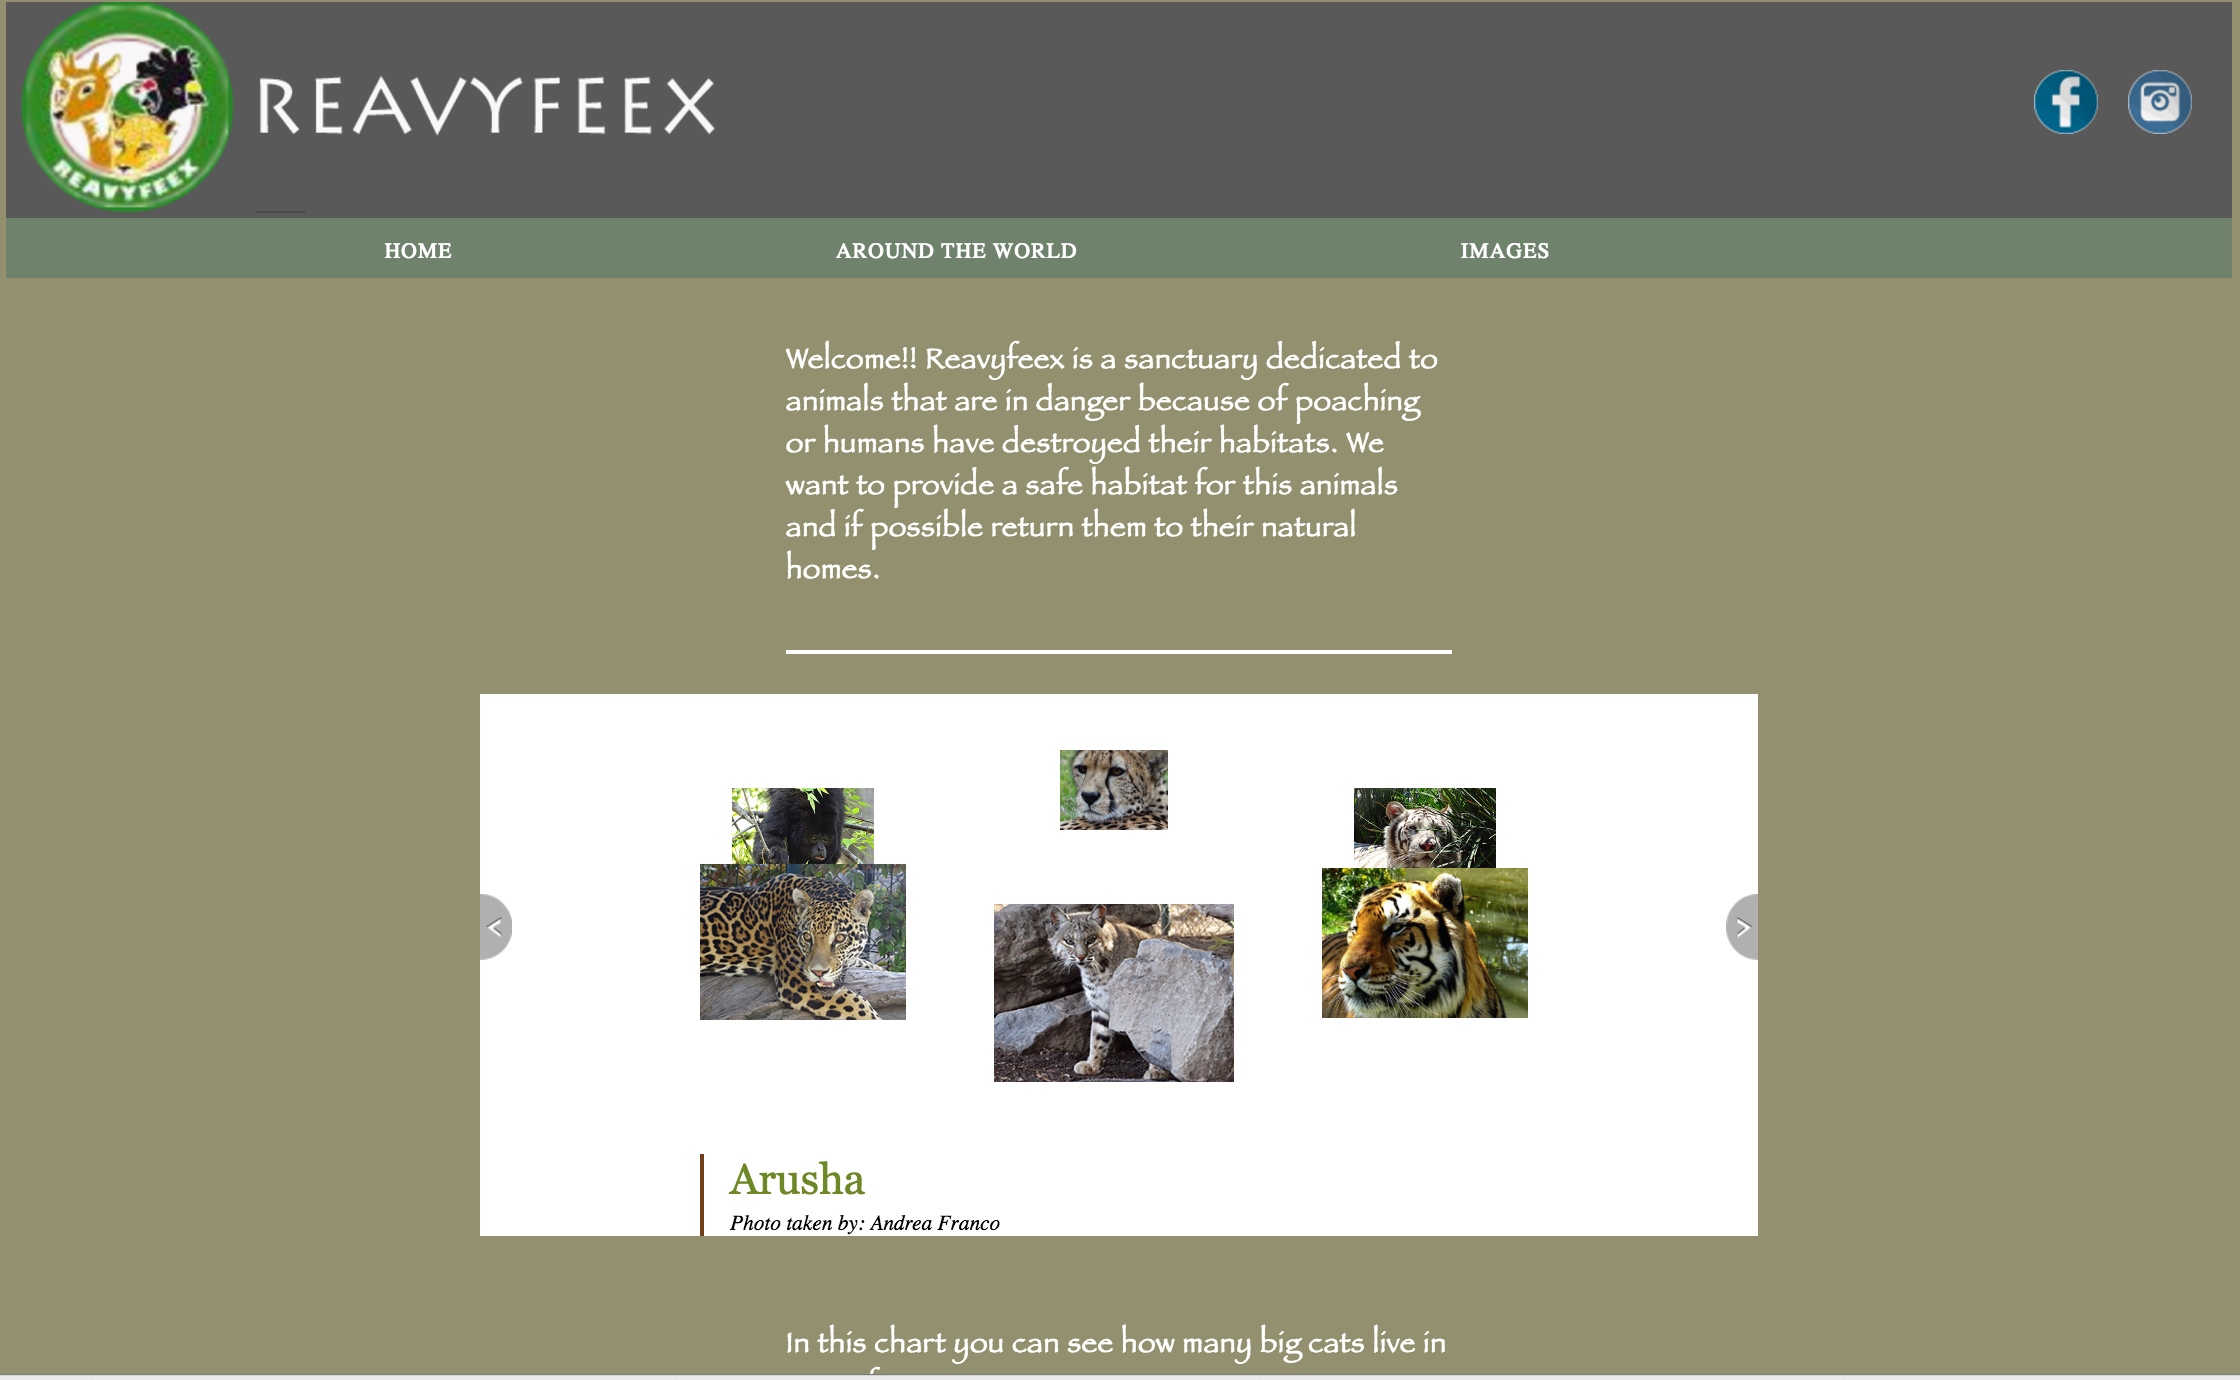 REAVYFEEX
REAVYFEEX
HOME
AROUND THE WORLD
IMAGES
Welcome!! Reavyfeex is a sanctuary dedicated to
animals that are in danger because of poaching
or humans have destroyed their habitats. We
want to provide a safe habitat for this animals
and if possible return them to their natural
homes.
<
>
Arusha
Photo taken by: Andrea Franco
In this chart you can see how many big cats live in